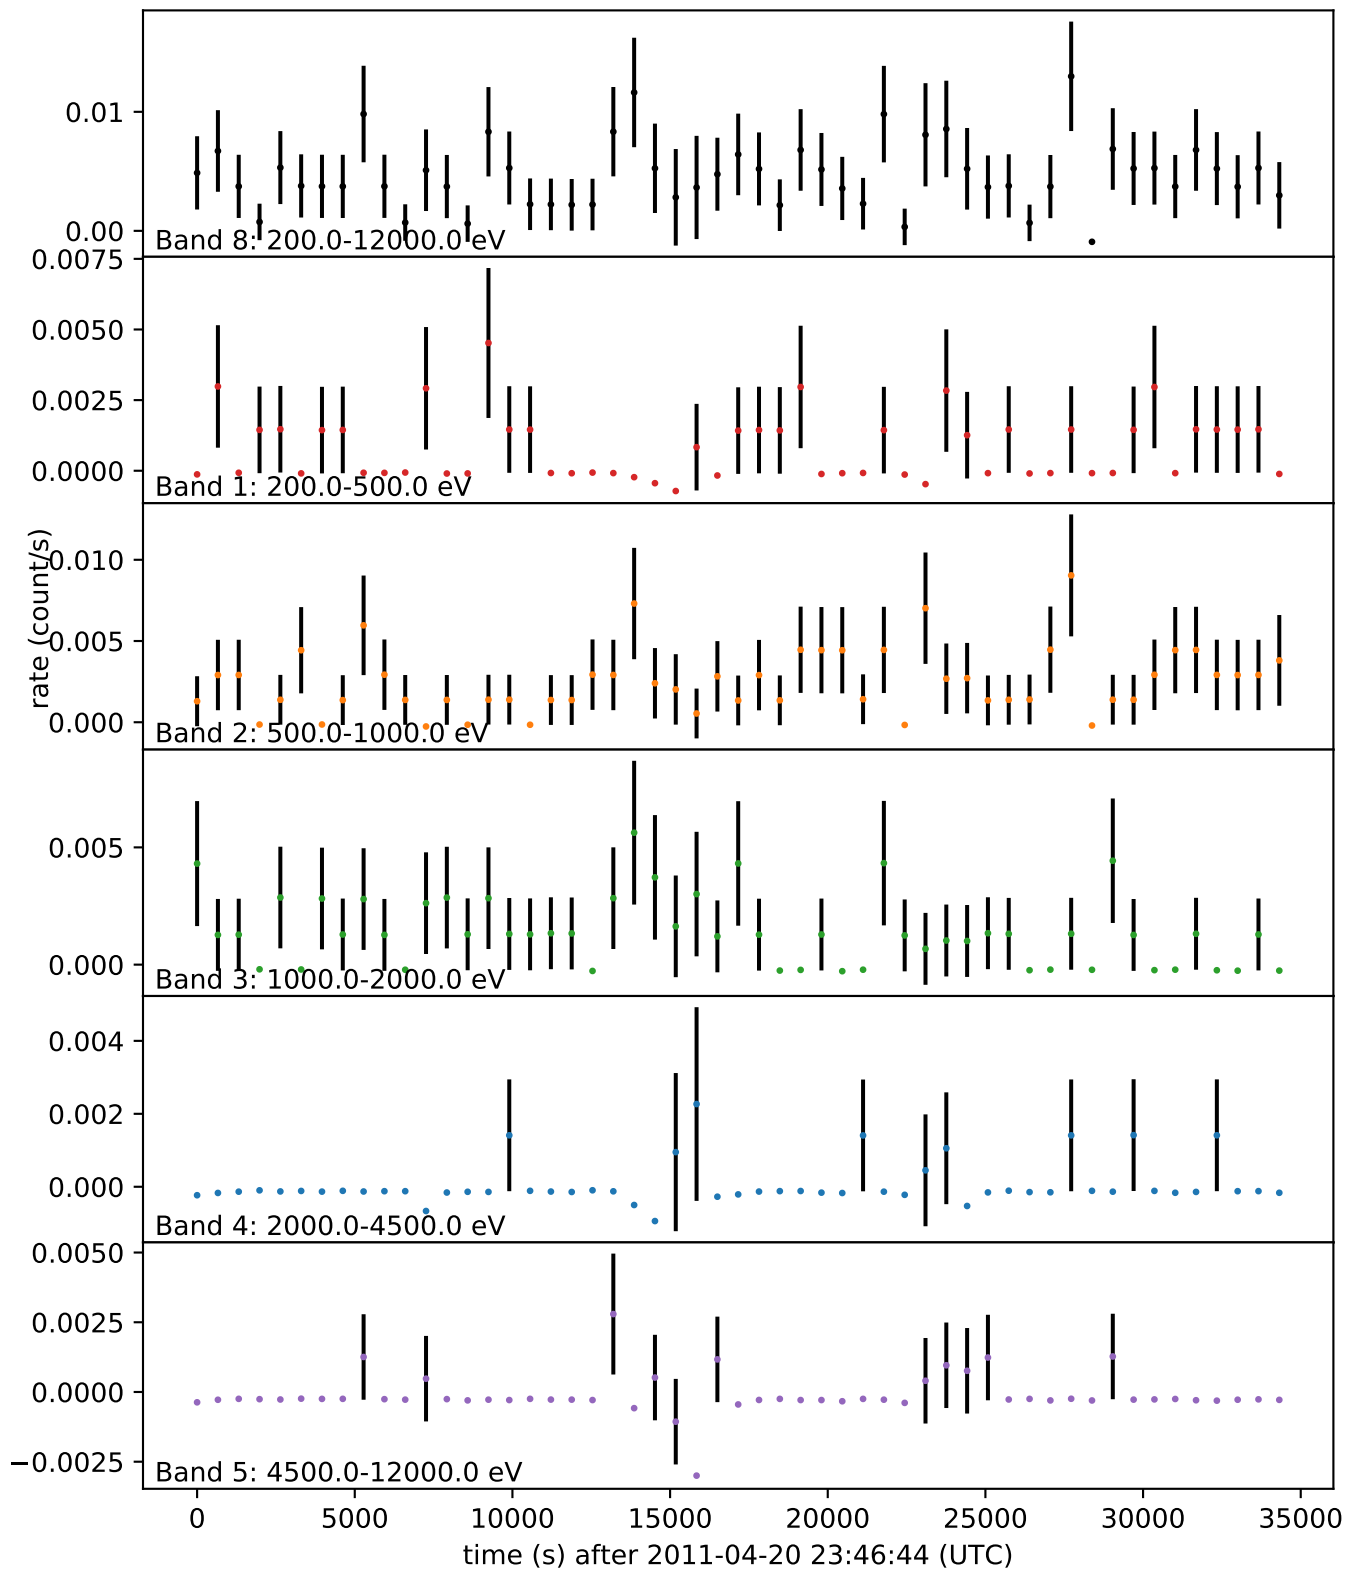 0.01
0.00
Band 8: 200.0-12000.0 eV
0.0075
0.0050
0.0025
0.0000
Band 1: 200.0-500.0 eV
rate (count/s)
0.010
0.005
0.000
Band 2: 500.0-1000.0 eV
0.005
0.000
Band 3: 1000.0-2000.0 eV
0.004
0.002
0.000
Band 4: 2000.0-4500.0 eV
0.0050
0.0025
0.0000
−0.0025
Band 5: 4500.0-12000.0 eV
0 5000 10000 15000 20000 25000 30000 35000
time (s) after 2011-04-20 23:46:44 (UTC)